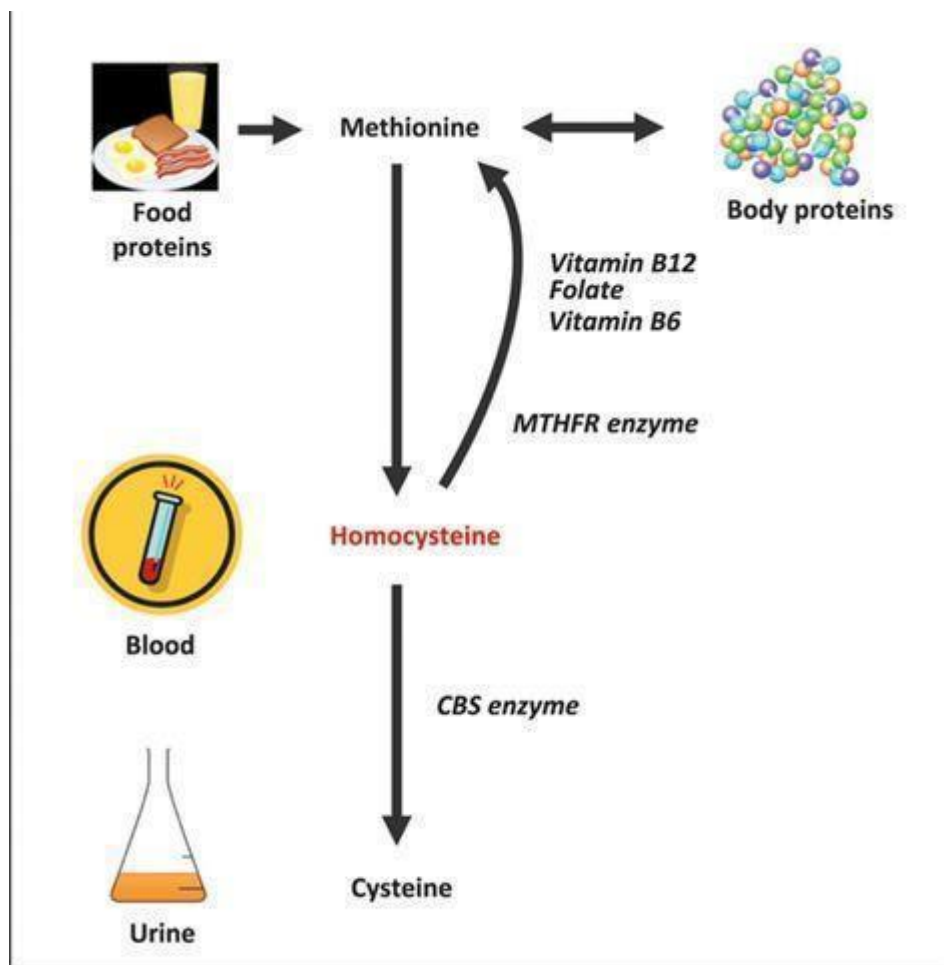 Methionine
Food
proteins
Body proteins
Vitamin B12
Folate
Vitamin B6
MTHFR enzyme
Homocysteine
Blood
CBS enzyme
Cysteine
Urine